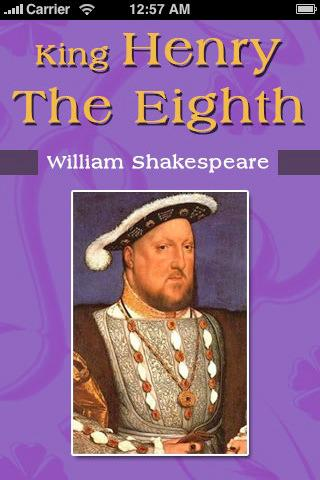 Carrier 12:57 AM
King Henry
The Eighth
William Shakespeare